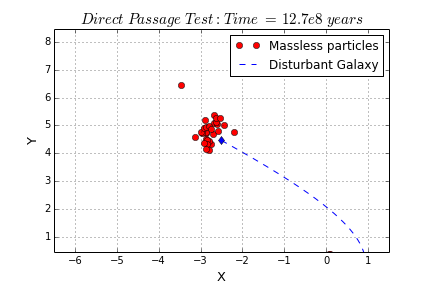 Direct Passage Test : Time = 12.7e8 years
Massless particles
Disturbant Galaxy
Y
8
7
6
5
4
3
2
1
−6 −5 −4 −3 −2 −1 0 1
X